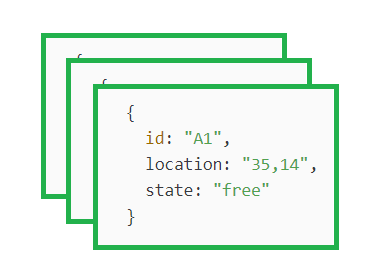 {
{
{
id: "A1",
location: "35,14",
state: "free"
}